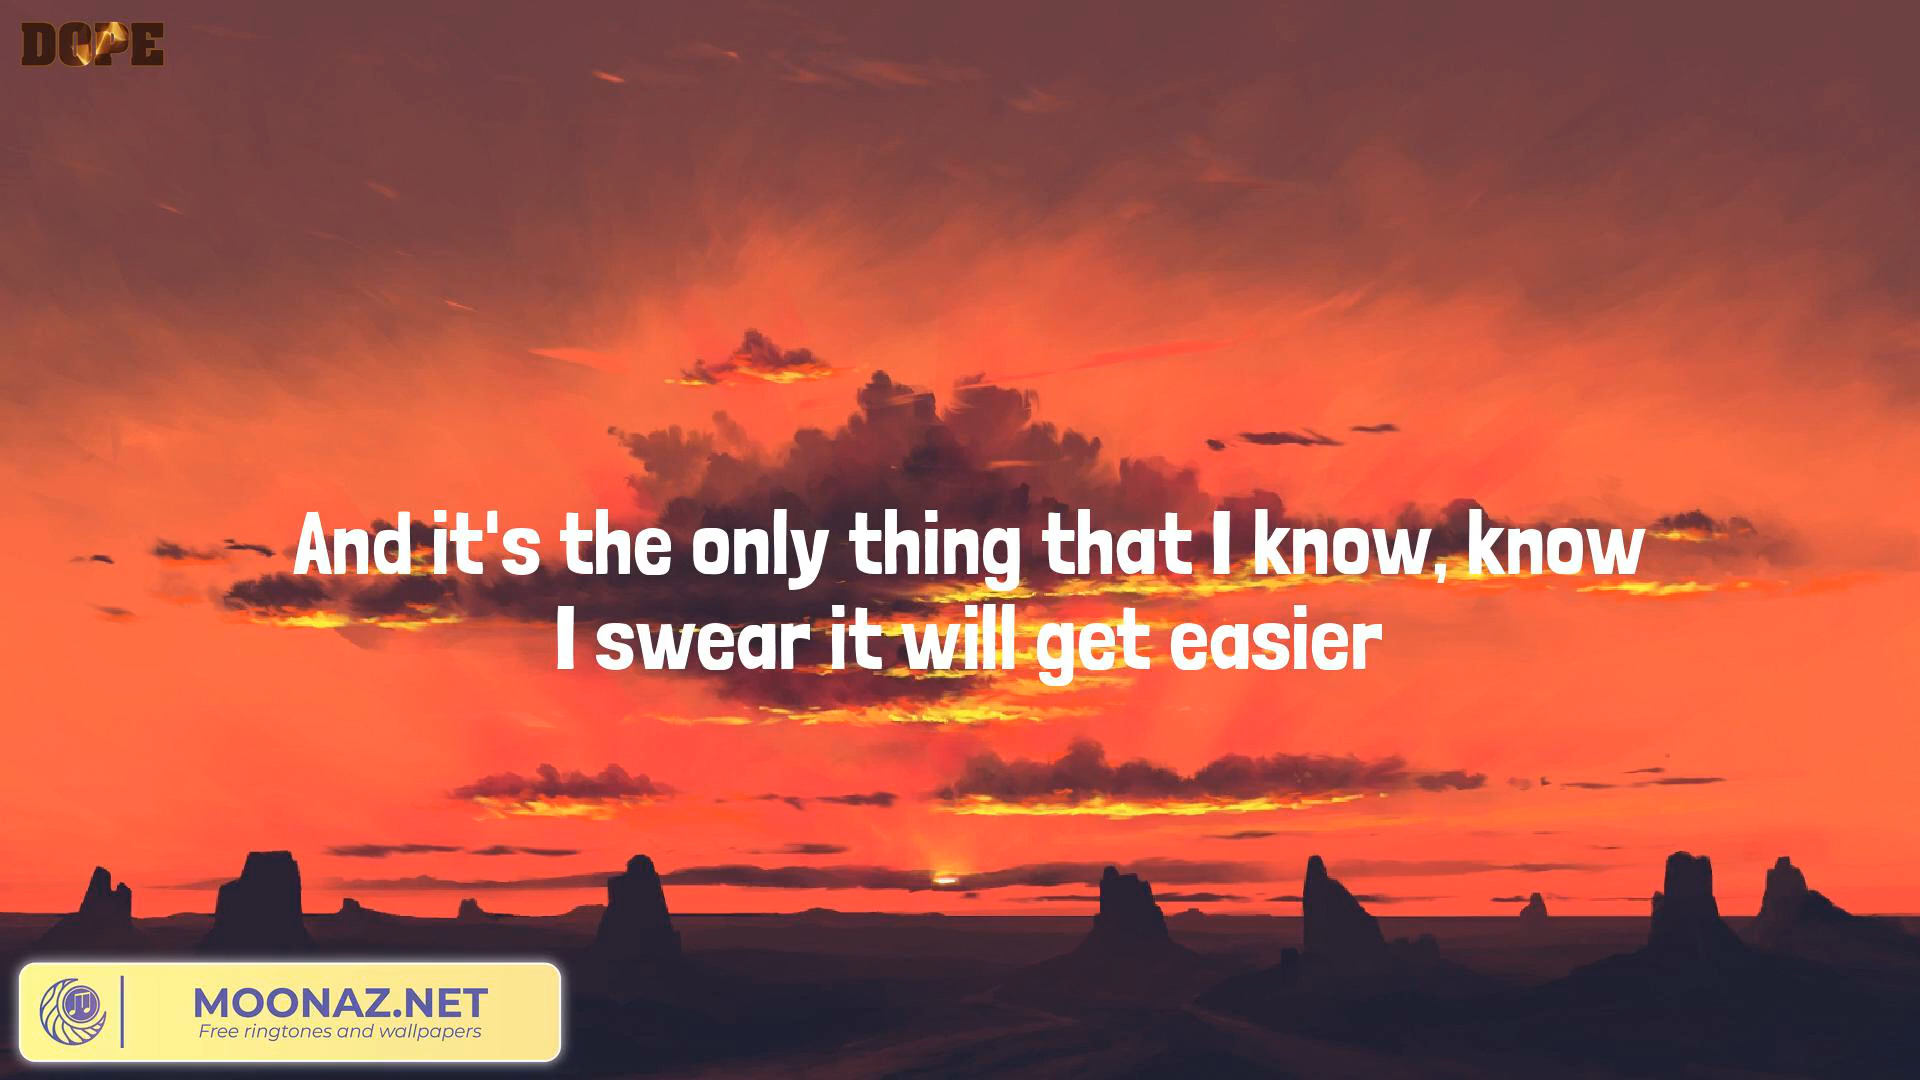 DOPE
And it's the only thing that I know, know
I swear it will get easier
MOONAZ.NET
Free ringtones and wallpapers